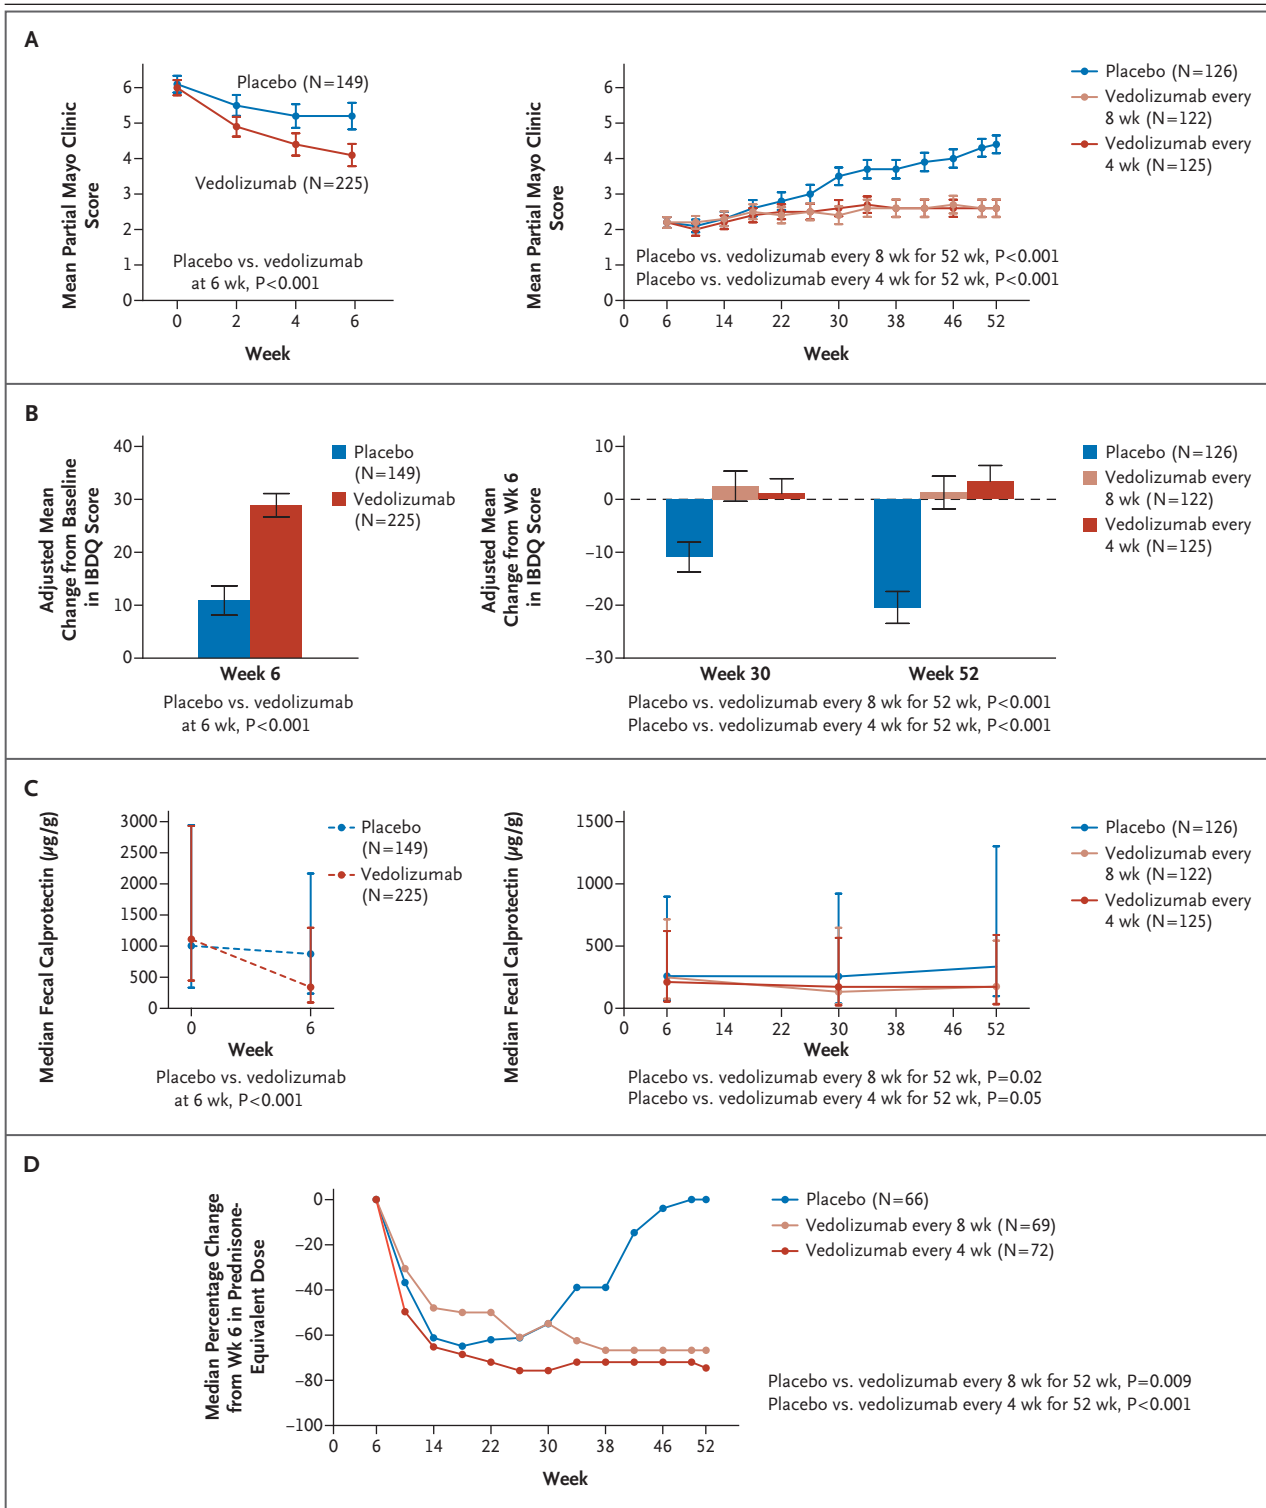 A
Mean Partial Mayo Clinic
Score
6
5
4
3
2
1
0
Placebo (N=149)
Vedolizumab (N=225)
Placebo vs. vedolizumab
at 6 wk, P<0.001
0 2 4 6
Week
Mean Partial Mayo Clinic
Score
6
5
4
3
2
1
0
Placebo vs. vedolizumab every 8 wk for 52 wk, P<0.001
Placebo vs. vedolizumab every 4 wk for 52 wk, P<0.001
0 6 14 22 30 38 46 52
Week
Placebo (N=126)
Vedolizumab every
8 wk (N=122)
Vedolizumab every
4 wk (N=125)
B
Adjusted Mean
Change from Baseline
in IBDQ Score
40
30
20
10
0
Placebo
(N=149)
Vedolizumab
(N=225)
Week 6
Placebo vs. vedolizumab
at 6 wk, P<0.001
Adjusted Mean
Change from Wk 6
in IBDQ Score
10
0
−10
−20
−30
Week 30 Week 52
Placebo vs. vedolizumab every 8 wk for 52 wk, P<0.001
Placebo vs. vedolizumab every 4 wk for 52 wk, P<0.001
Placebo (N=126)
Vedolizumab every
8 wk (N=122)
Vedolizumab every
4 wk (N=125)
C
Median Fecal Calprotectin (µg/g)
3000
2500
2000
1500
1000
500
0
Placebo
(N=149)
Vedolizumab
(N=225)
0 6
Week
Placebo vs. vedolizumab
at 6 wk, P<0.001
Median Fecal Calprotectin (µg/g)
1500
1000
500
0
0 6 14 22 30 38 46 52
Week
Placebo vs. vedolizumab every 8 wk for 52 wk, P=0.02
Placebo vs. vedolizumab every 4 wk for 52 wk, P=0.05
Placebo (N=126)
Vedolizumab every
8 wk (N=122)
Vedolizumab every
4 wk (N=125)
D
Median Percentage Change
from Wk 6 in Prednisone-
Equivalent Dose
0
−20
−40
−60
−80
−100
0 6 14 22 30 38 46 52
Week
Placebo (N=66)
Vedolizumab every 8 wk (N=69)
Vedolizumab every 4 wk (N=72)
Placebo vs. vedolizumab every 8 wk for 52 wk, P=0.009
Placebo vs. vedolizumab every 4 wk for 52 wk, P<0.001